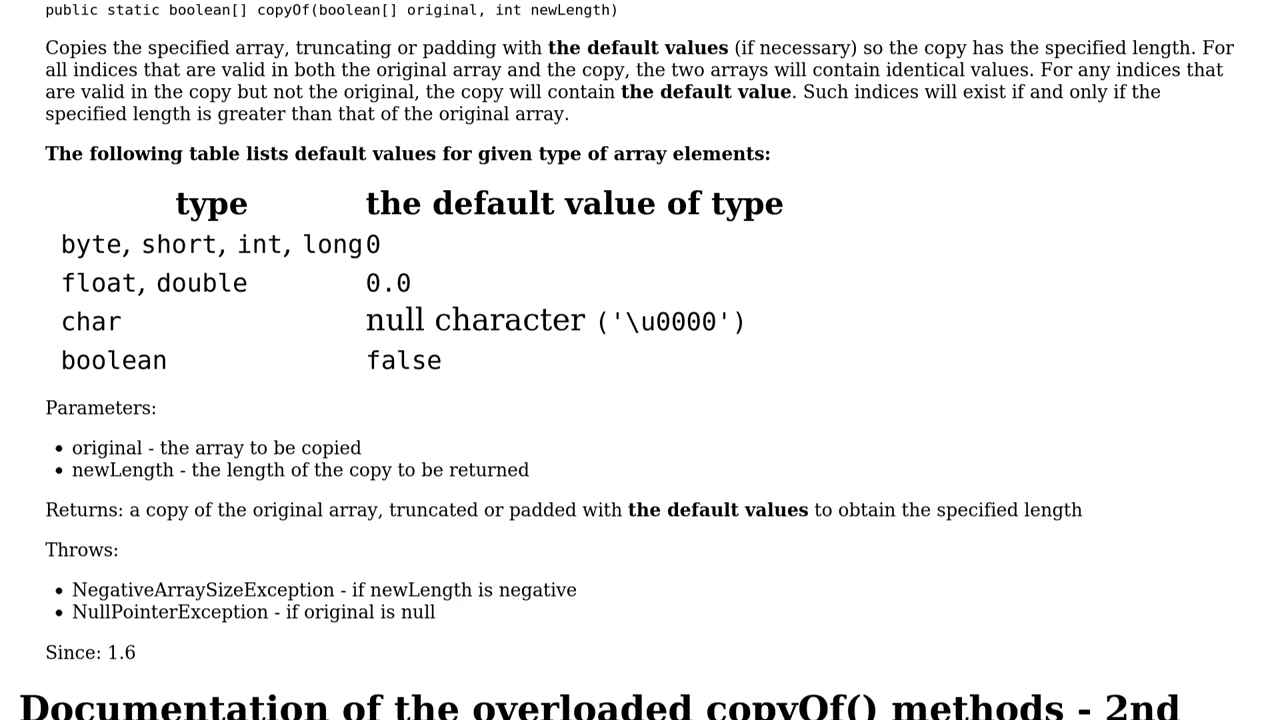 public static boolean[] copyOf(boolean[] original, int newLength)
Copies the specified array, truncating or padding with the default values (if necessary) so the copy has the specified length. For
all indices that are valid in both the original array and the copy, the two arrays will contain identical values. For any indices that
are valid in the copy but not the original, the copy will contain the default value. Such indices will exist if and only if the
specified length is greater than that of the original array.
The following table lists default values for given type of array elements:
type the default value of type
byte, short, int, long 0
float, double 0.0
char null character ('\u0000')
boolean false
Parameters:
• original - the array to be copied
• newLength - the length of the copy to be returned
Returns: a copy of the original array, truncated or padded with the default values to obtain the specified length
Throws:
• NegativeArraySizeException - if newLength is negative
• NullPointerException - if original is null
Since: 1.6
Documentation of the overloaded copyOf() methods - 2nd